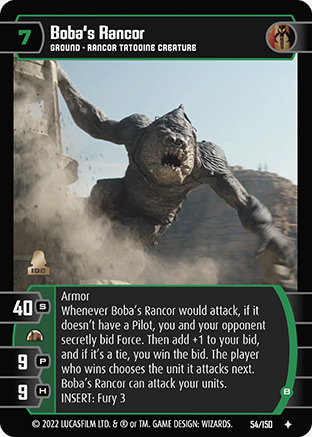 7
Boba's Rancor
GROUND - RANCOR TATOOINE CREATURE
100
40 S
9 P
9 H
Armor
Whenever Boba's Rancor would attack, if it
doesn't have a Pilot, you and your opponent
secretly bid Force. Then add +1 to your bid,
and if it's a tie, you win the bid. The player
who wins chooses the unit it attacks next.
Boba's Rancor can attack your units.
INSERT: Fury 3
B
© 2022 LUCASFILM LTD. & ® or TM. GAME DESIGN: WIZARDS.
54/150